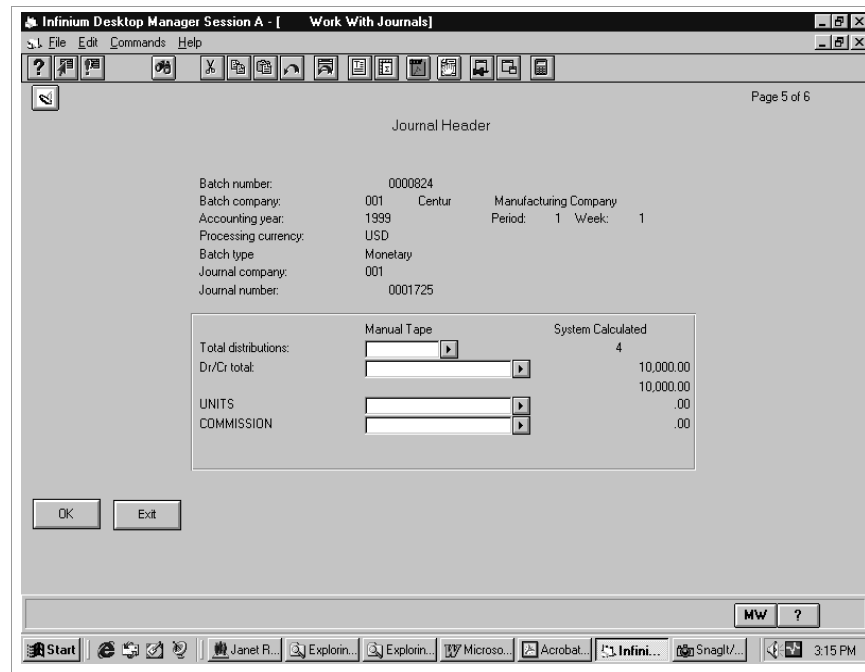 Infinium Desktop Manager Session A - [ Work With Journals]
File Edit Commands Help
Page 5 of 6
Journal Header
Batch number: 0000824
Batch company: 001 Centur Manufacturing Company
Accounting year: 1999 Period: 1 Week: 1
Processing currency: USD
Batch type Monetary
Journal company: 001
Journal number: 0001725
Manual Tape System Calculated
Total distributions: 4
Dr/Cr total: 10,000.00
10,000.00
UNITS .00
COMMISSION .00
OK Exit
MW ?
Start Janet R... Explorin... Explorin... Microso... Acrobat... Infini... SnagIt/... 3:15 PM